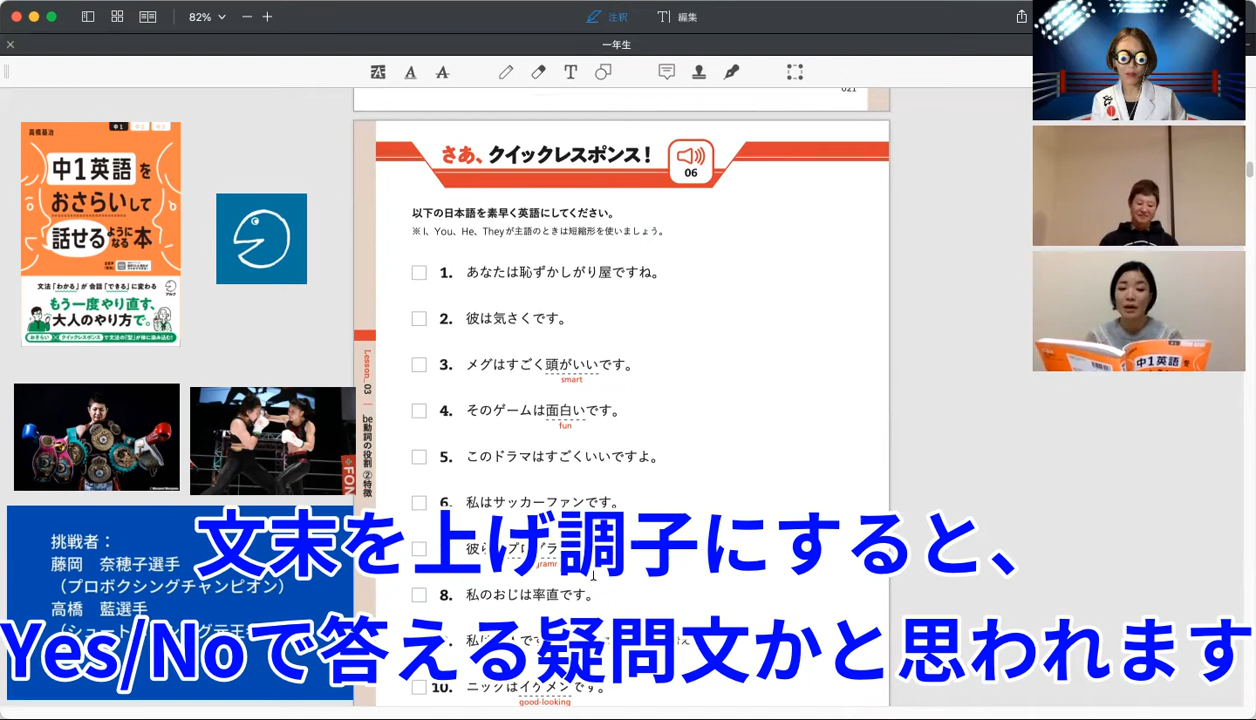 82%
注釈
編集
一年生
021
高橋基治
中1
中1英語を
おさらいして
話せるようになる本
文法「わかる」が会話「できる」に変わる
もう一度やり直す、
大人のやり方で。
さあ、クイックレスポンス!
06
以下の日本語を素早く英語にしてください。
※I、You、He、Theyが主語のときは短縮形を使いましょう。
1. あなたは恥ずかしがり屋ですね。
2. 彼は気さくです。
3. メグはすごく頭がいいです。
smart
4. そのゲームは面白いです。
fun
5. このドラマはすごくいいですよ。
6. 私はサッカーファンです。
8. 私のおじは率直です。
10. ニックはイケメンです。
good-looking
Lesson_03
be動詞の役割 ②特徴
中1英語
挑戦者:
藤岡 奈穂子選手
(プロボクシングチャンピオン)
高橋 藍選手
文末を上げ調子にすると、
Yes/Noで答える疑問文かと思われます